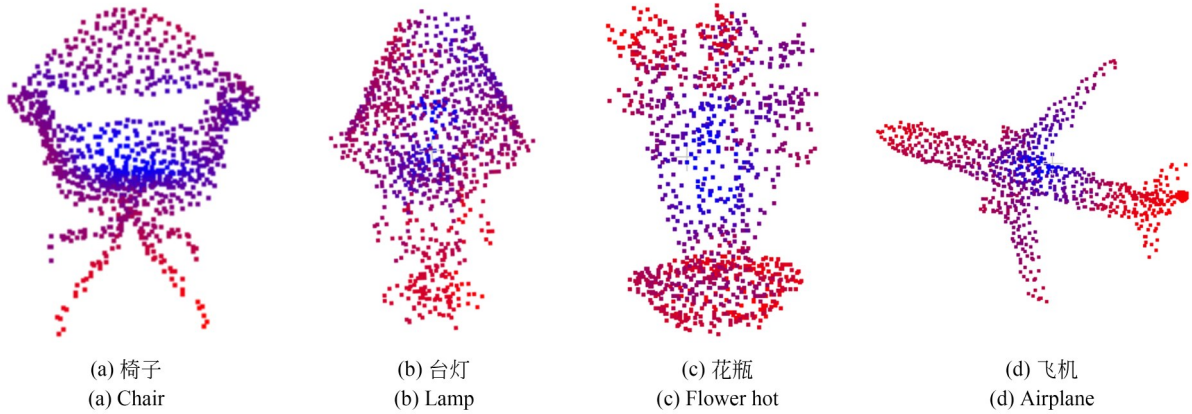 (a) 椅子
(b) 台灯
(c) 花瓶
(d) 飞机
(a) Chair
(b) Lamp
(c) Flower hot
(d) Airplane